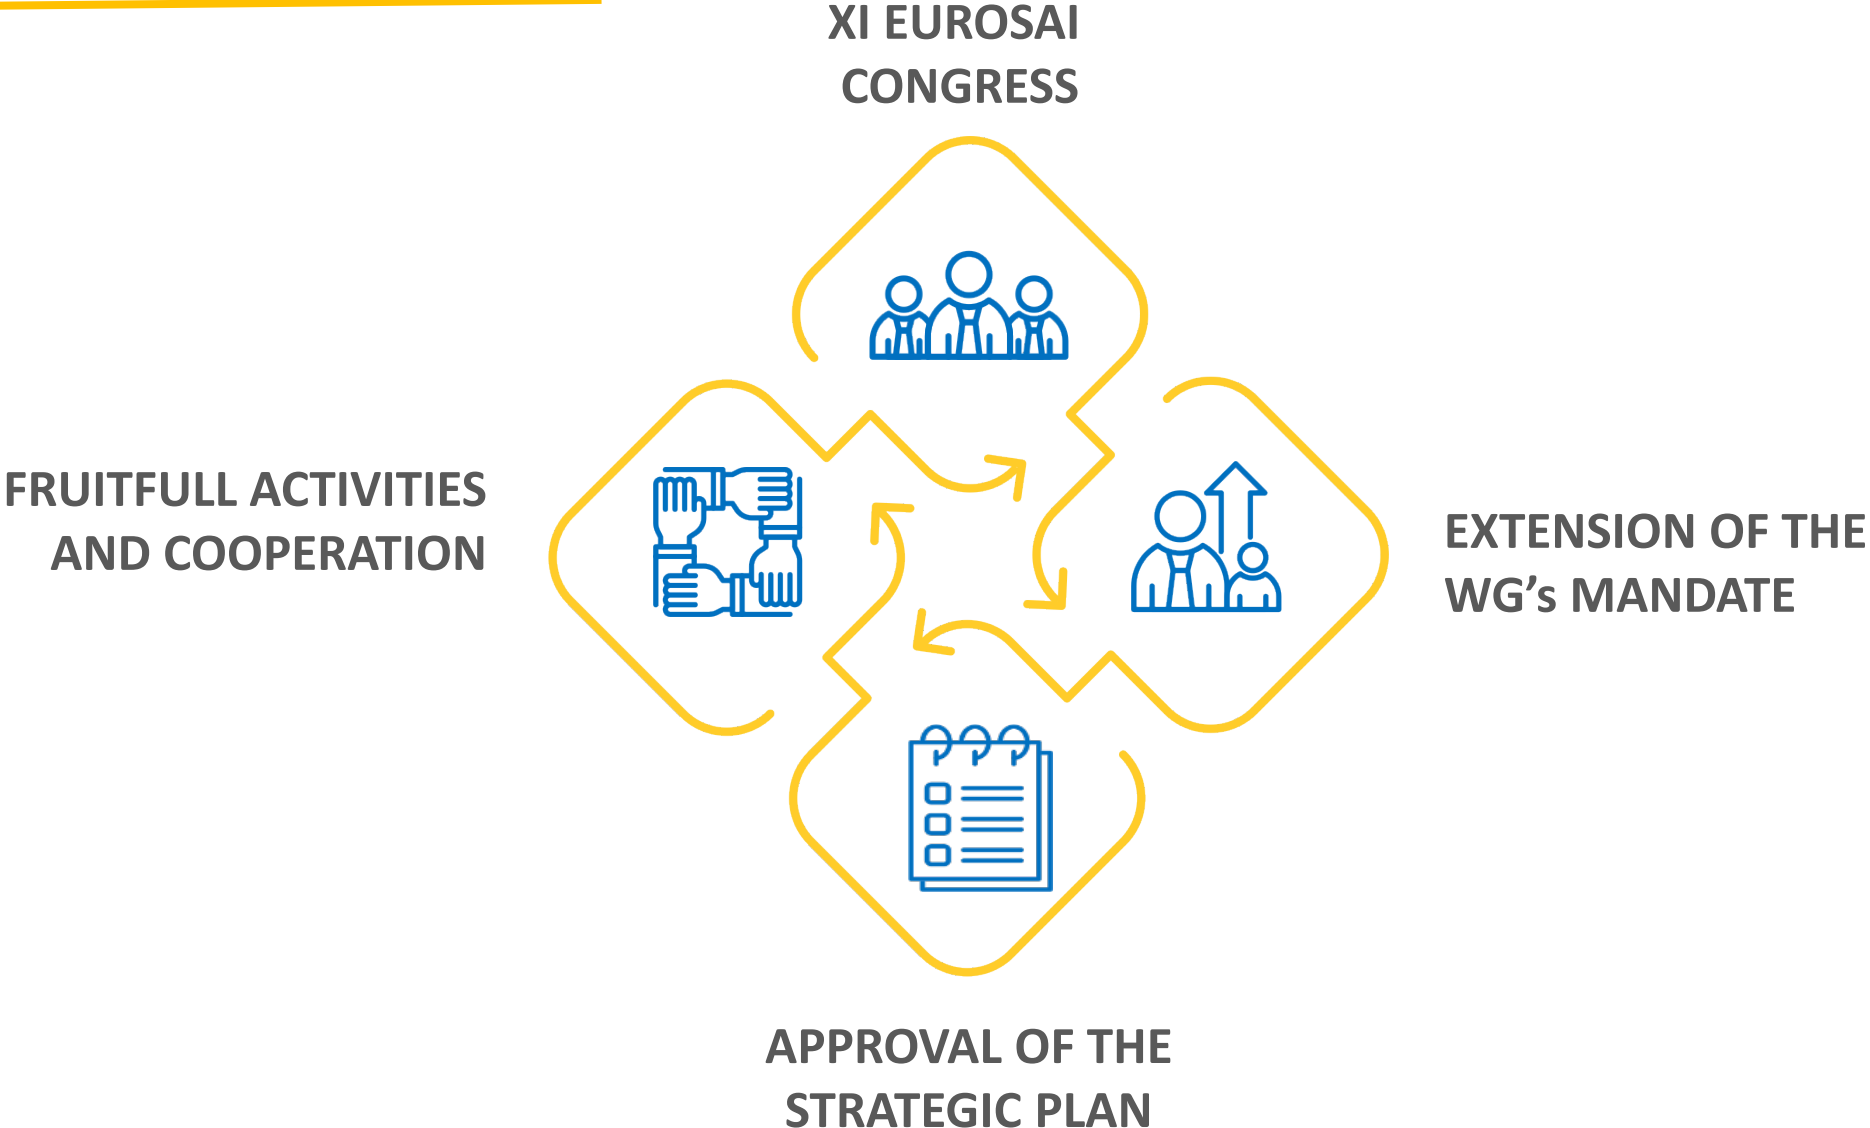 XI EUROSAI
CONGRESS
FRUITFULL ACTIVITIES
AND COOPERATION
EXTENSION OF THE
WG’s MANDATE
APPROVAL OF THE
STRATEGIC PLAN